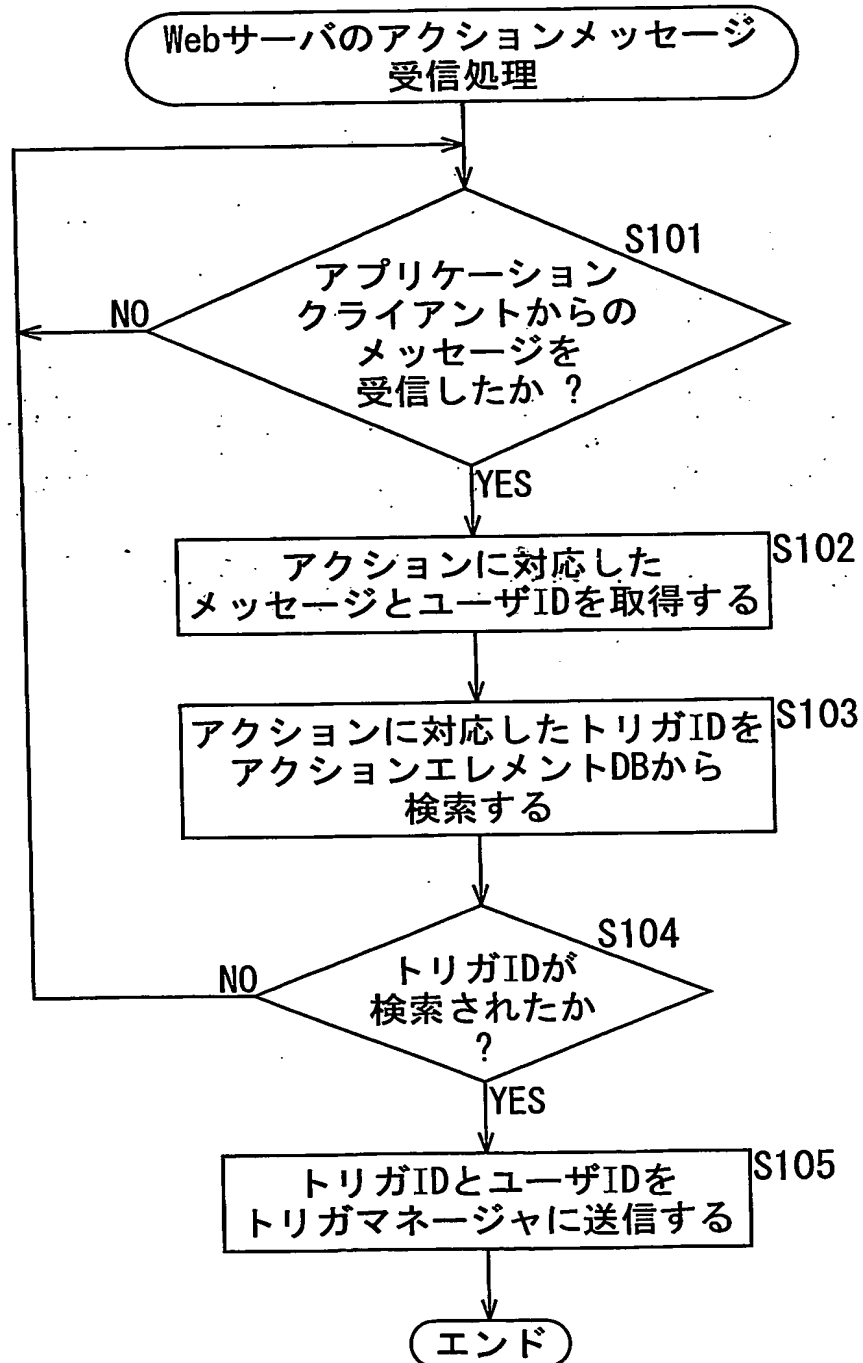 Webサーバのアクションメッセージ
受信処理
S101
アプリケーション
クライアントからの
メッセージを
受信したか ?
NO
YES
S102
アクションに対応した
メッセージとユーザIDを取得する
S103
アクションに対応したトリガIDを
アクションエレメントDBから
検索する
S104
トリガIDが
検索されたか
?
NO
YES
S105
トリガIDとユーザIDを
トリガマネージャに送信する
エンド